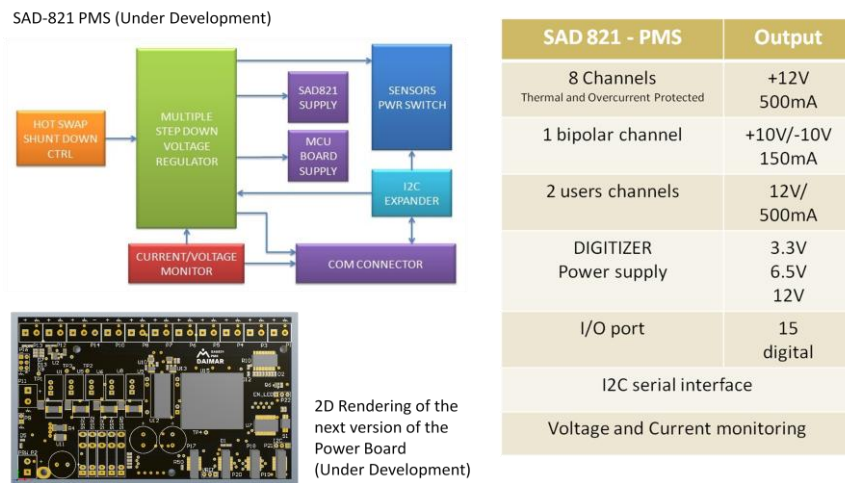 SAD-821 PMS (Under Development)
HOT SWAP
SHUNT DOWN
CTRL
MULTIPLE
STEP DOWN
VOLTAGE
REGULATOR
SAD821
SUPPLY
MCU
BOARD
SUPPLY
SENSORS
PWR SWITCH
I2C
EXPANDER
CURRENT/VOLTAGE
MONITOR
COM CONNECTOR
DAIMAR
2D Rendering of the
next version of the
Power Board
(Under Development)
SAD 821 - PMS Output
8 Channels +12V
Thermal and Overcurrent Protected 500mA
1 bipolar channel +10V/-10V
150mA
2 users channels 12V/
500mA
DIGITIZER 3.3V
Power supply 6.5V
12V
I/O port 15
digital
I2C serial interface
Voltage and Current monitoring